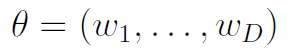 θ = (w₁, . . . , w_D)